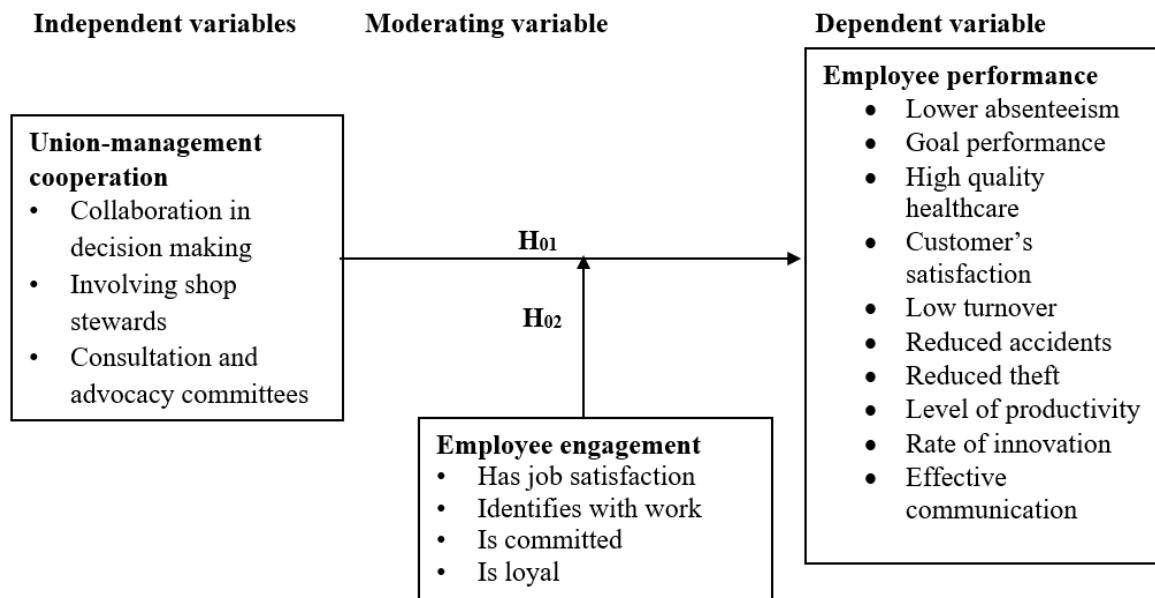 Independent variables
Moderating variable
Dependent variable
Union-management
cooperation
• Collaboration in
decision making
• Involving shop
stewards
• Consultation and
advocacy committees
H01
H02
Employee engagement
• Has job satisfaction
• Identifies with work
• Is committed
• Is loyal
Employee performance
• Lower absenteeism
• Goal performance
• High quality
healthcare
• Customer’s
satisfaction
• Low turnover
• Reduced accidents
• Reduced theft
• Level of productivity
• Rate of innovation
• Effective
communication